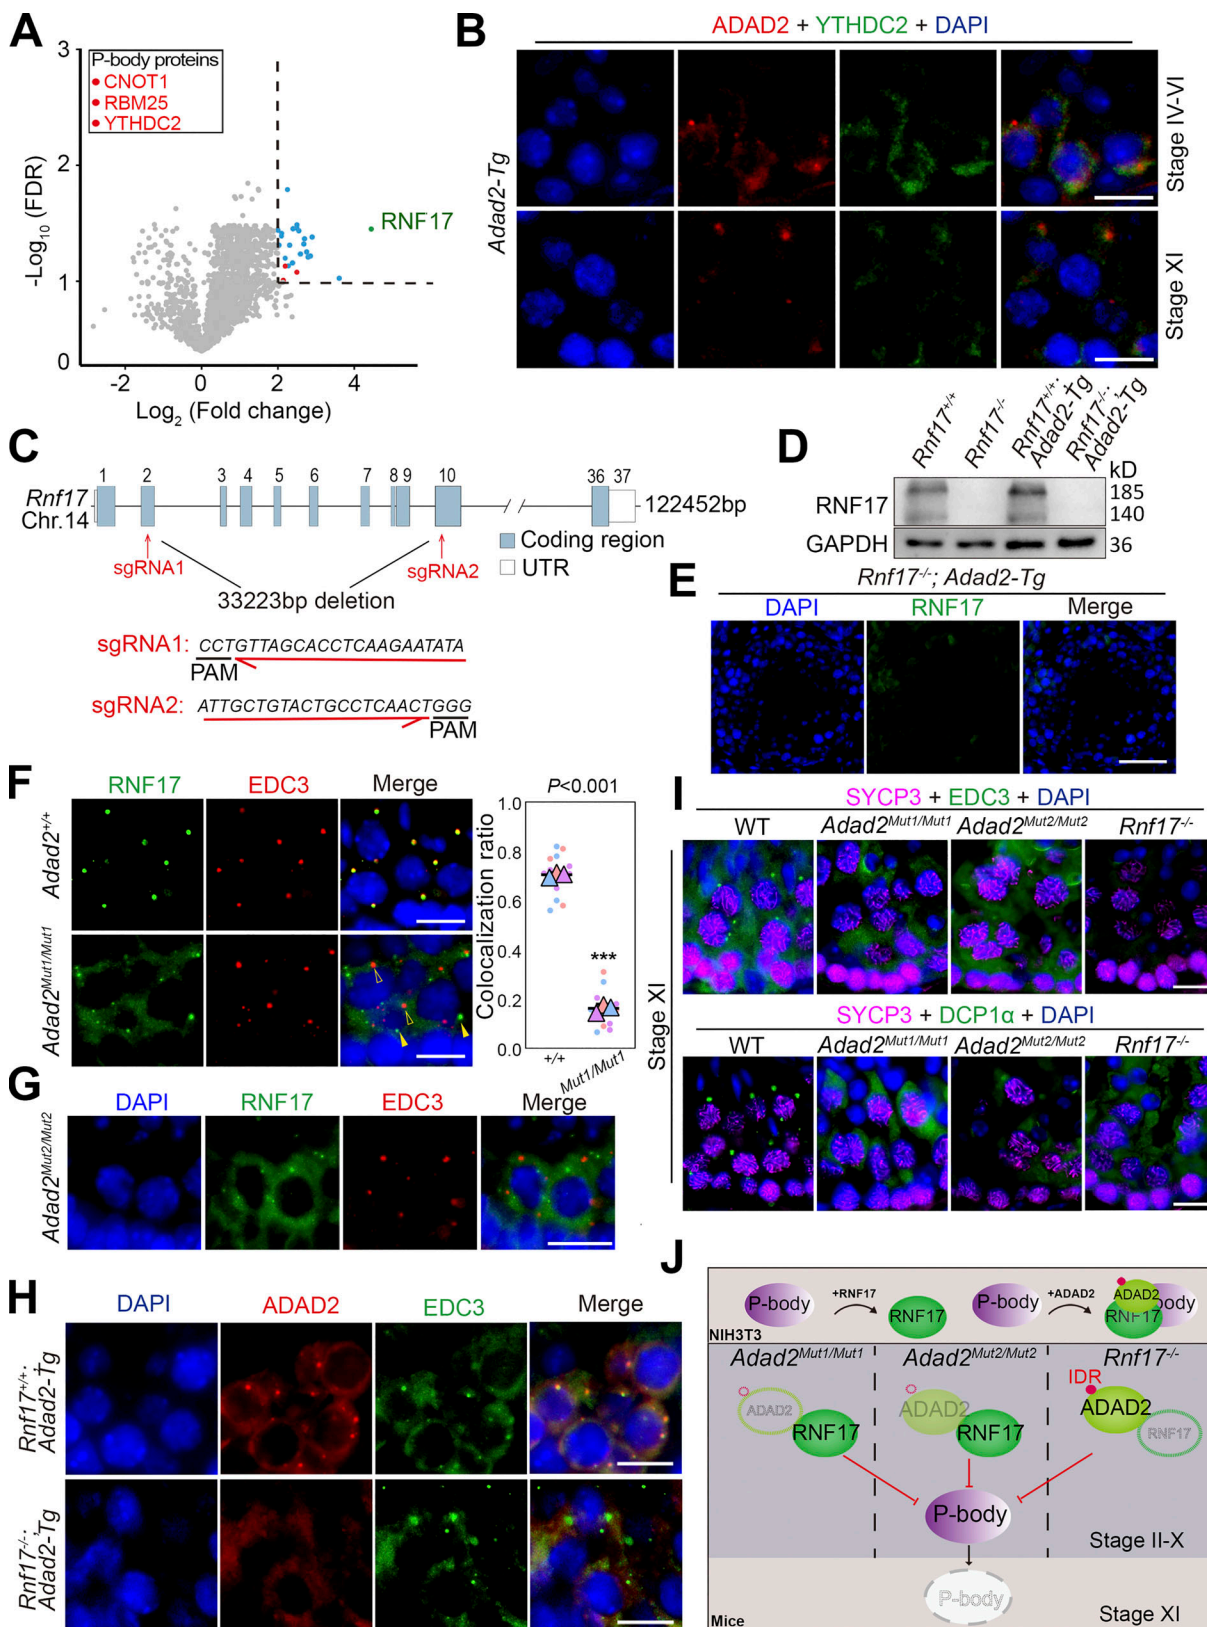 A
3
2
1
0
-Log10 (FDR)
P-body proteins
CNOT1
RBM25
YTHDC2
RNF17
-2
0
2
4
Log2 (Fold change)
B
ADAD2 + YTHDC2 + DAPI
Adad2-Tg
Stage IV-VI
Stage XI
C
1 2 3 4 5 6 7 8 9 10 36 37
Rnf17
Chr.14
122452bp
sgRNA1
sgRNA2
Coding region
UTR
33223bp deletion
sgRNA1: CCTGTTAGCACCTCAAGAATATA
PAM
sgRNA2: ATTGCTGTACTGCCTCAACTGGG
PAM
D
Rnf17+/+
Rnf17-/-
Rnf17+/+;
Adad2-Tg
Rnf17-/-;
Adad2-Tg
kD
RNF17
185
140
GAPDH
36
E
Rnf17-/-; Adad2-Tg
DAPI RNF17 Merge
F
RNF17 EDC3 Merge
Adad2+/+
Adad2Mut1/Mut1
P<0.001
Colocalization ratio
1.0
0.8
0.6
0.4
0.2
0.0
***
+/+
Mut1/Mut1
G
DAPI RNF17 EDC3 Merge
Adad2Mut2/Mut2
H
DAPI ADAD2 EDC3 Merge
Rnf17+/+;
Adad2-Tg
Rnf17-/-;
Adad2-Tg
I
SYCP3 + EDC3 + DAPI
WT Adad2Mut1/Mut1 Adad2Mut2/Mut2 Rnf17-/-
Stage XI
SYCP3 + DCP1α + DAPI
WT Adad2Mut1/Mut1 Adad2Mut2/Mut2 Rnf17-/-
J
P-body
+RNF17
RNF17
P-body
+ADAD2
ADAD2
RNF17
P-body
NIH3T3
Adad2Mut1/Mut1 Adad2Mut2/Mut2 Rnf17-/-
IDR
ADAD2
RNF17
ADAD2
RNF17
ADAD2
RNF17
P-body
Stage II-X
P-body
Mice
Stage XI